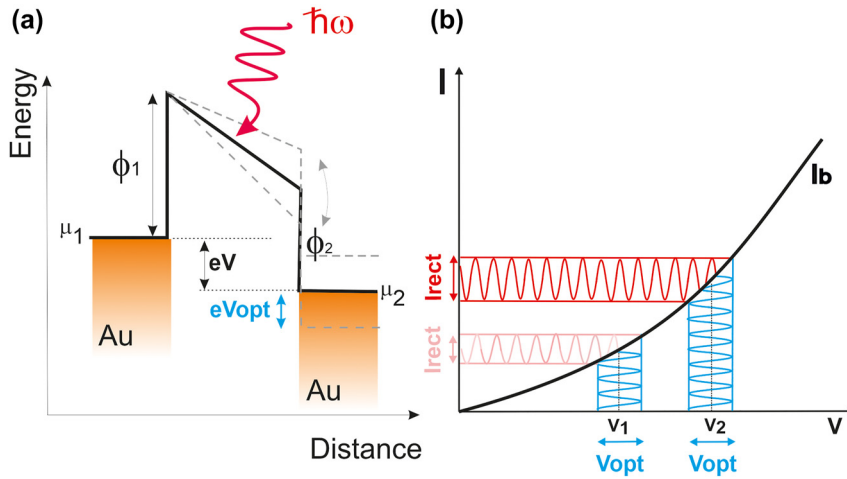 (a)
ħω
Energy
ϕ1
μ1
eV
ϕ2
μ2
eVopt
Au
Au
Distance
(b)
I
Ib
Irect
Irect
V1
V2
V
Vopt
Vopt